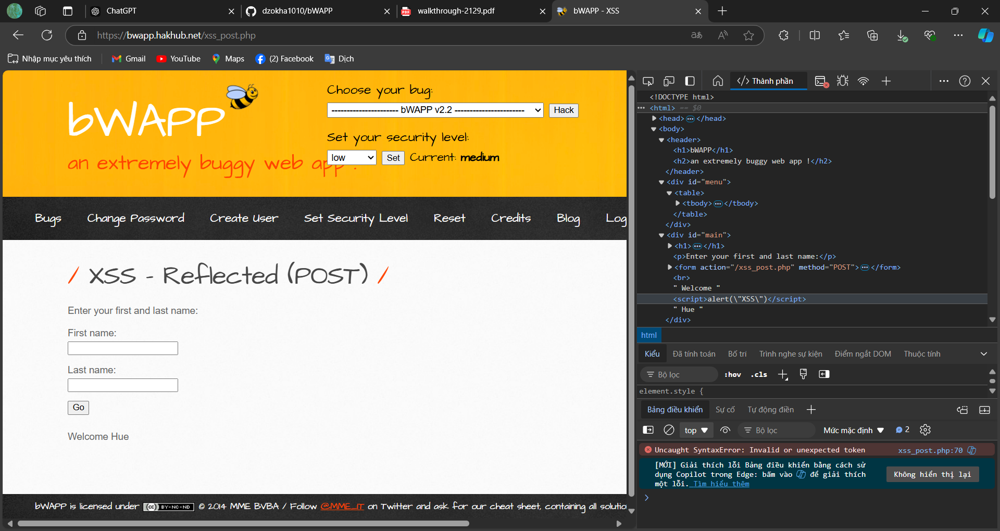 ChatGPT
dzokha1010/bWAPP
walkthrough-2129.pdf
bWAPP - XSS
https://bwapp.hakhub.net/xss_post.php
Nhập mục yêu thích
Gmail
YouTube
Maps
(2) Facebook
Dịch
bWAPP
an extremely buggy web app !
Choose your bug:
---------------------- bWAPP v2.2 -----------------------
Hack
Set your security level:
low
Set
Current: medium
Bugs
Change Password
Create User
Set Security Level
Reset
Credits
Blog
Log
/ XSS - Reflected (POST) /
Enter your first and last name:
First name:
Last name:
Go
Welcome Hue
bWAPP is licensed under BY-NC-ND © 2014 MME BVBA / Follow @MME_IT on Twitter and ask for our cheat sheet, containing all solutio
Thành phần
<!DOCTYPE html>
<html> == $0
<head> </head>
<body>
<header>
<h1>bWAPP</h1>
<h2>an extremely buggy web app !</h2>
</header>
<div id="menu">
<table>
<tbody> </tbody>
</table>
</div>
<div id="main">
<h1> </h1>
<p>Enter your first and last name:</p>
<form action="/xss_post.php" method="POST"> </form>
<br>
" Welcome "
<script>alert(\"XSS\")</script>
" Hue "
</div>
html
Kiểu
Đã tính toán
Bố trí
Trình nghe sự kiện
Điểm ngắt DOM
Thuộc tính
Bộ lọc
:hov
.cls
element.style {
Bảng điều khiển
Sự cố
Tự động điền
top
Bộ lọc
Mức mặc định
2
Uncaught SyntaxError: Invalid or unexpected token
xss_post.php:70
[MỚI] Giải thích lỗi Bảng điều khiển bằng cách sử
dụng Copilot trong Edge: bấm vào để giải thích
một lỗi. Tìm hiểu thêm
Không hiển thị lại